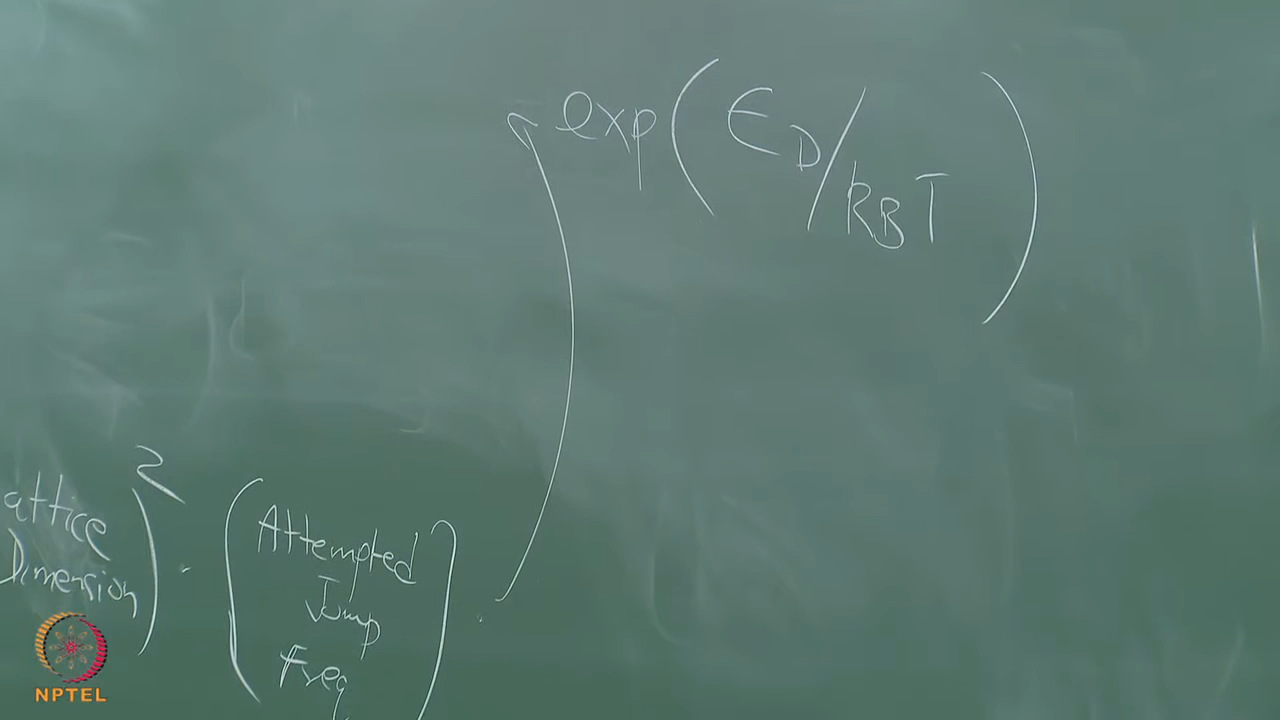 exp(ED/kBT)
(attice Dimension)² · (Attempted Jump Freq) ·
NPTEL